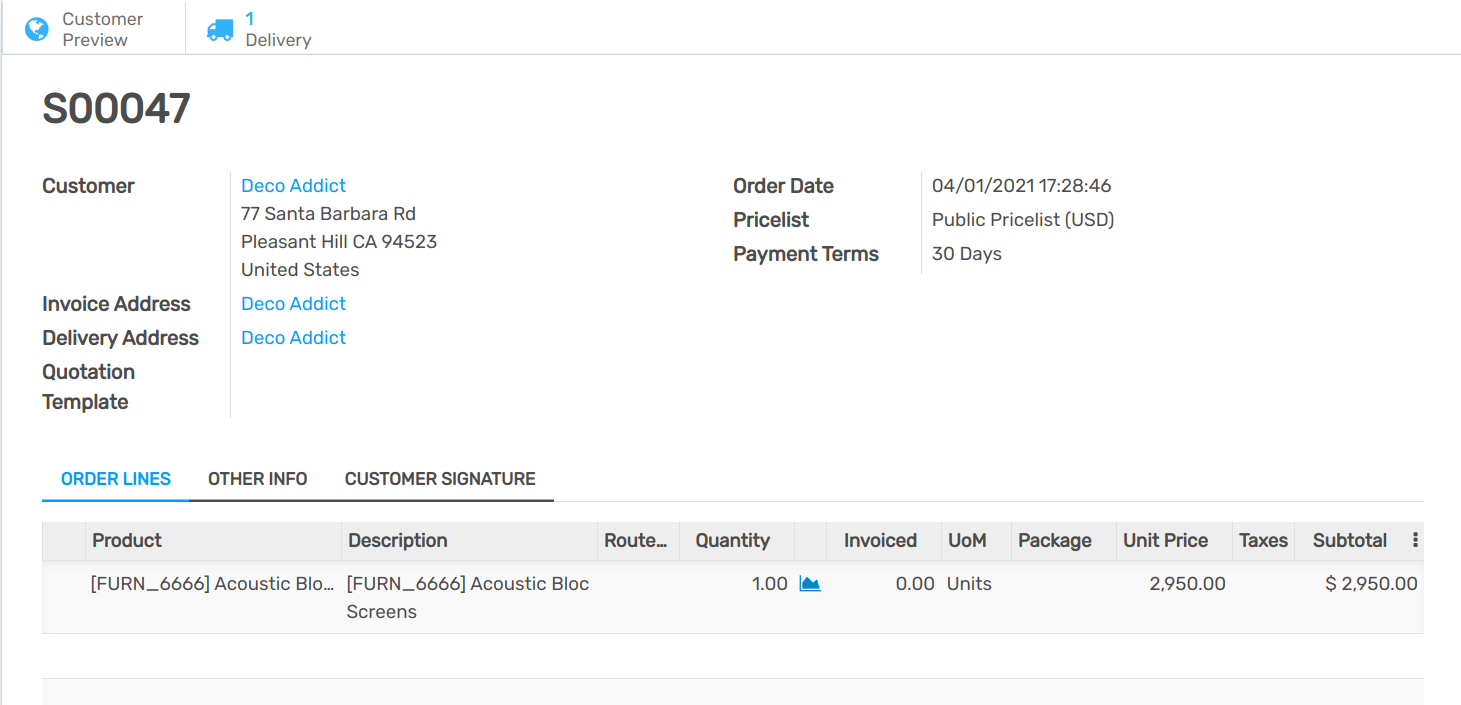 Customer
Preview
1
Delivery
S00047
Customer
Deco Addict
77 Santa Barbara Rd
Pleasant Hill CA 94523
United States
Invoice Address
Deco Addict
Delivery Address
Deco Addict
Quotation
Template
Order Date
04/01/2021 17:28:46
Pricelist
Public Pricelist (USD)
Payment Terms
30 Days
ORDER LINES OTHER INFO CUSTOMER SIGNATURE
Product Description Route... Quantity Invoiced UoM Package Unit Price Taxes Subtotal
[FURN_6666] Acoustic Blo... [FURN_6666] Acoustic Bloc 1.00 0.00 Units 2,950.00 $ 2,950.00
Screens